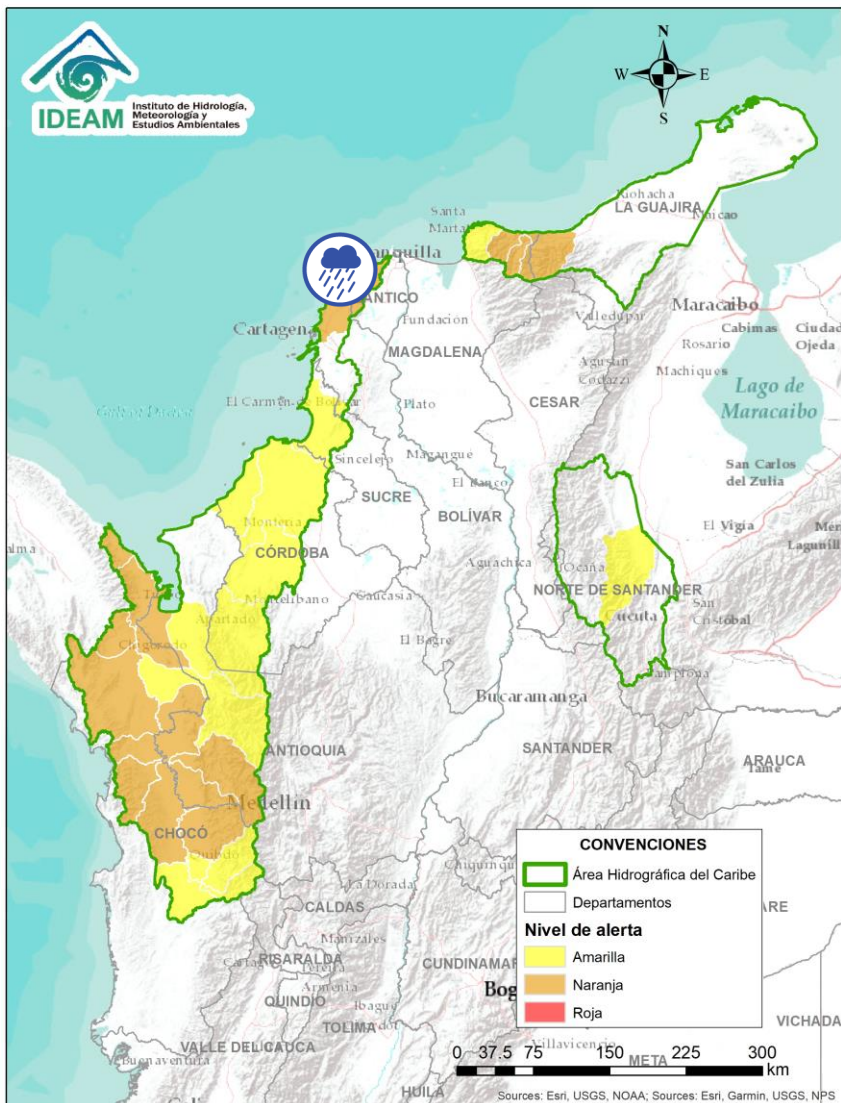 IDEAM
Instituto de Hidrología,
Meteorología y
Estudios Ambientales
N
W
E
S
Riohacha
LA GUAJIRA
Maicao
Santa
Marta
anquilla
ÁNTICO
Cartagena
Fundación
MAGDALENA
Valledupar
Maracaibo
Cabimas
Ciudad
Ojeda
Rosario
Machiques
Agustín
Codazzi
CESAR
Lago de
Maracaibo
El Carmen de Bolívar
Plato
Sincelejo
Magangué
San Carlos
del Zulia
SUCRE
El Banco
BOLÍVAR
El Vigía
Montería
CÓRDOBA
Aguachica
Ocaña
NORTE DE SANTANDER
Montelíbano
Caucasia
Apartadó
San
Cristóbal
Cúcuta
El Bagre
Chigorodó
Pamplona
Bucaramanga
ANTIOQUIA
SANTANDER
ARAUCA
Tame
Medellín
CHOCÓ
Quibdó
La Dorada
CALDAS
Manizales
RISARALDA
Pereira
Armenia
QUINDÍO
Ibagué
TOLIMA
CUNDINAMAR
Bog
VALLE DEL CAUCA
Buenaventura
HUILA
Villavicencio
META
VICHADA
CONVENCIONES
Área Hidrográfica del Caribe
Departamentos
Nivel de alerta
Amarilla
Naranja
Roja
0 37.5 75 150 225 300
km
Sources: Esri, USGS, NOAA; Sources: Esri, Garmin, USGS, NPS